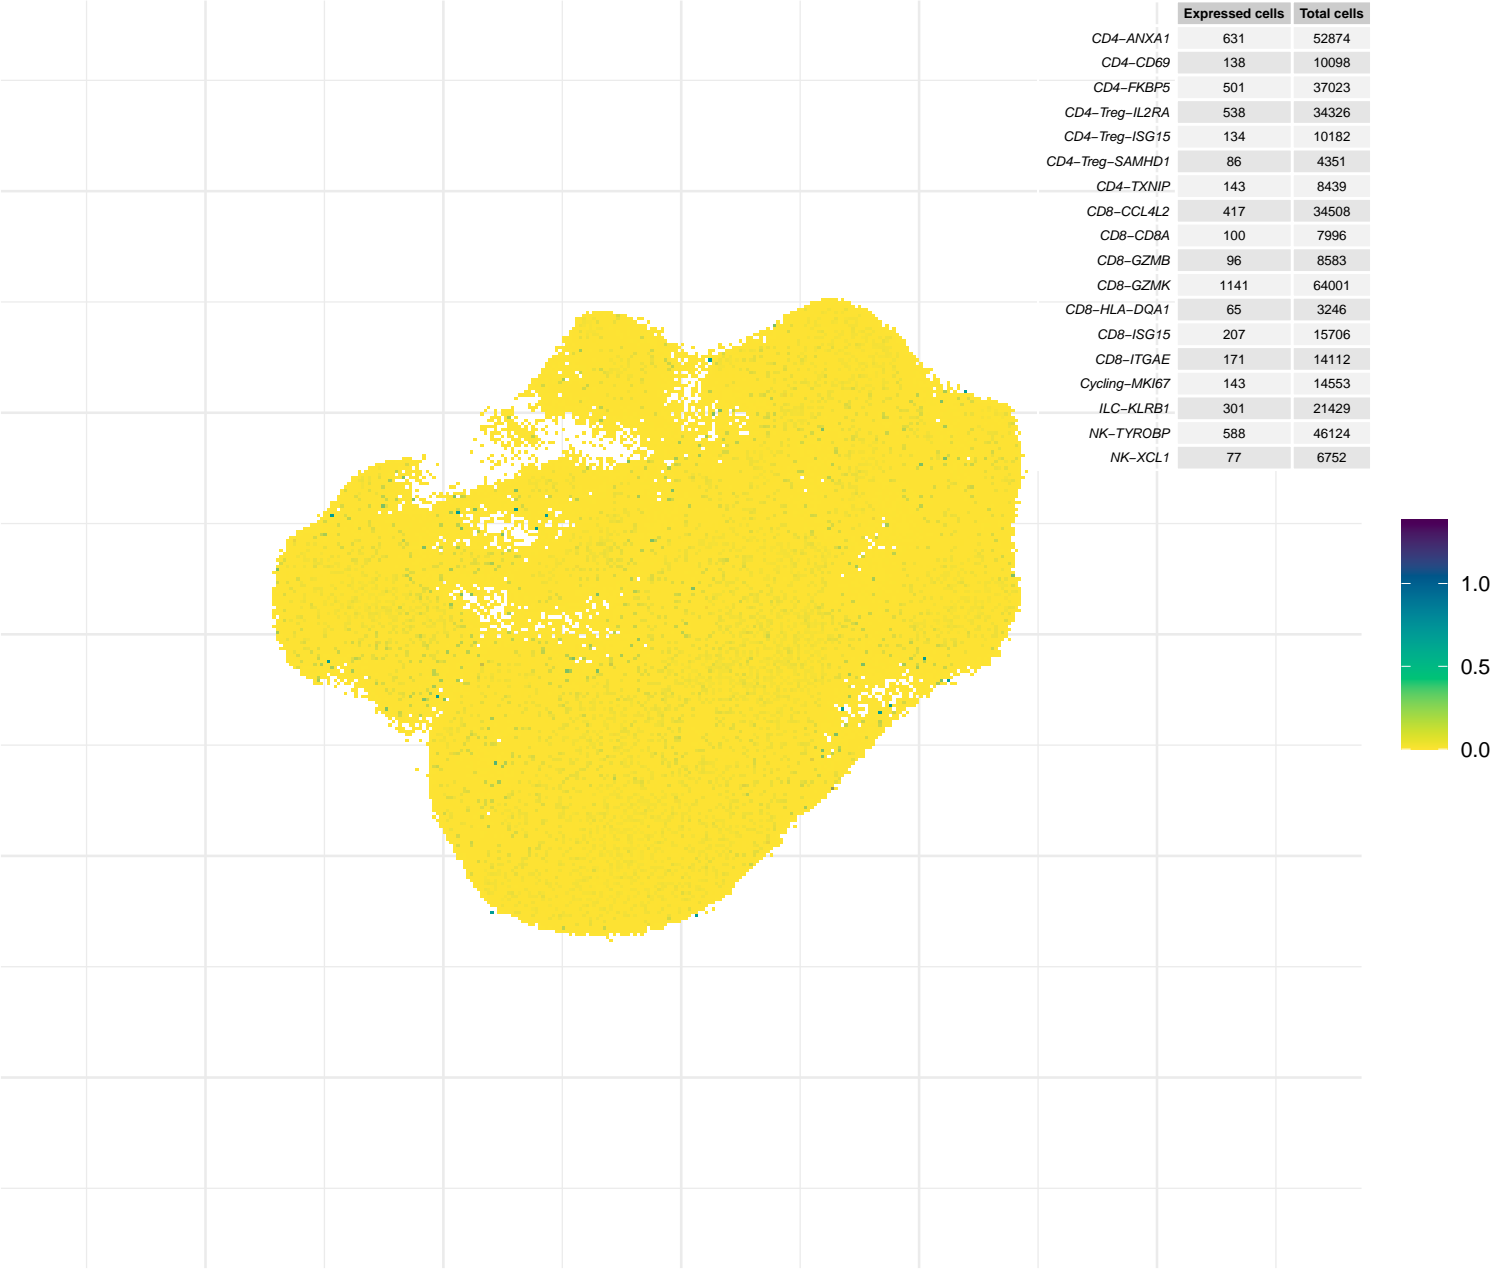 Expressed cells Total cells
CD4−ANXA1 631 52874
CD4−CD69 138 10098
CD4−FKBP5 501 37023
CD4−Treg−IL2RA 538 34326
CD4−Treg−ISG15 134 10182
CD4−Treg−SAMHD1 86 4351
CD4−TXNIP 143 8439
CD8−CCL4L2 417 34508
CD8−CD8A 100 7996
CD8−GZMB 96 8583
CD8−GZMK 1141 64001
CD8−HLA−DQA1 65 3246
CD8−ISG15 207 15706
CD8−ITGAE 171 14112
Cycling−MKI67 143 14553
ILC−KLRB1 301 21429
NK−TYROBP 588 46124
NK−XCL1 77 6752
1.0
0.5
0.0